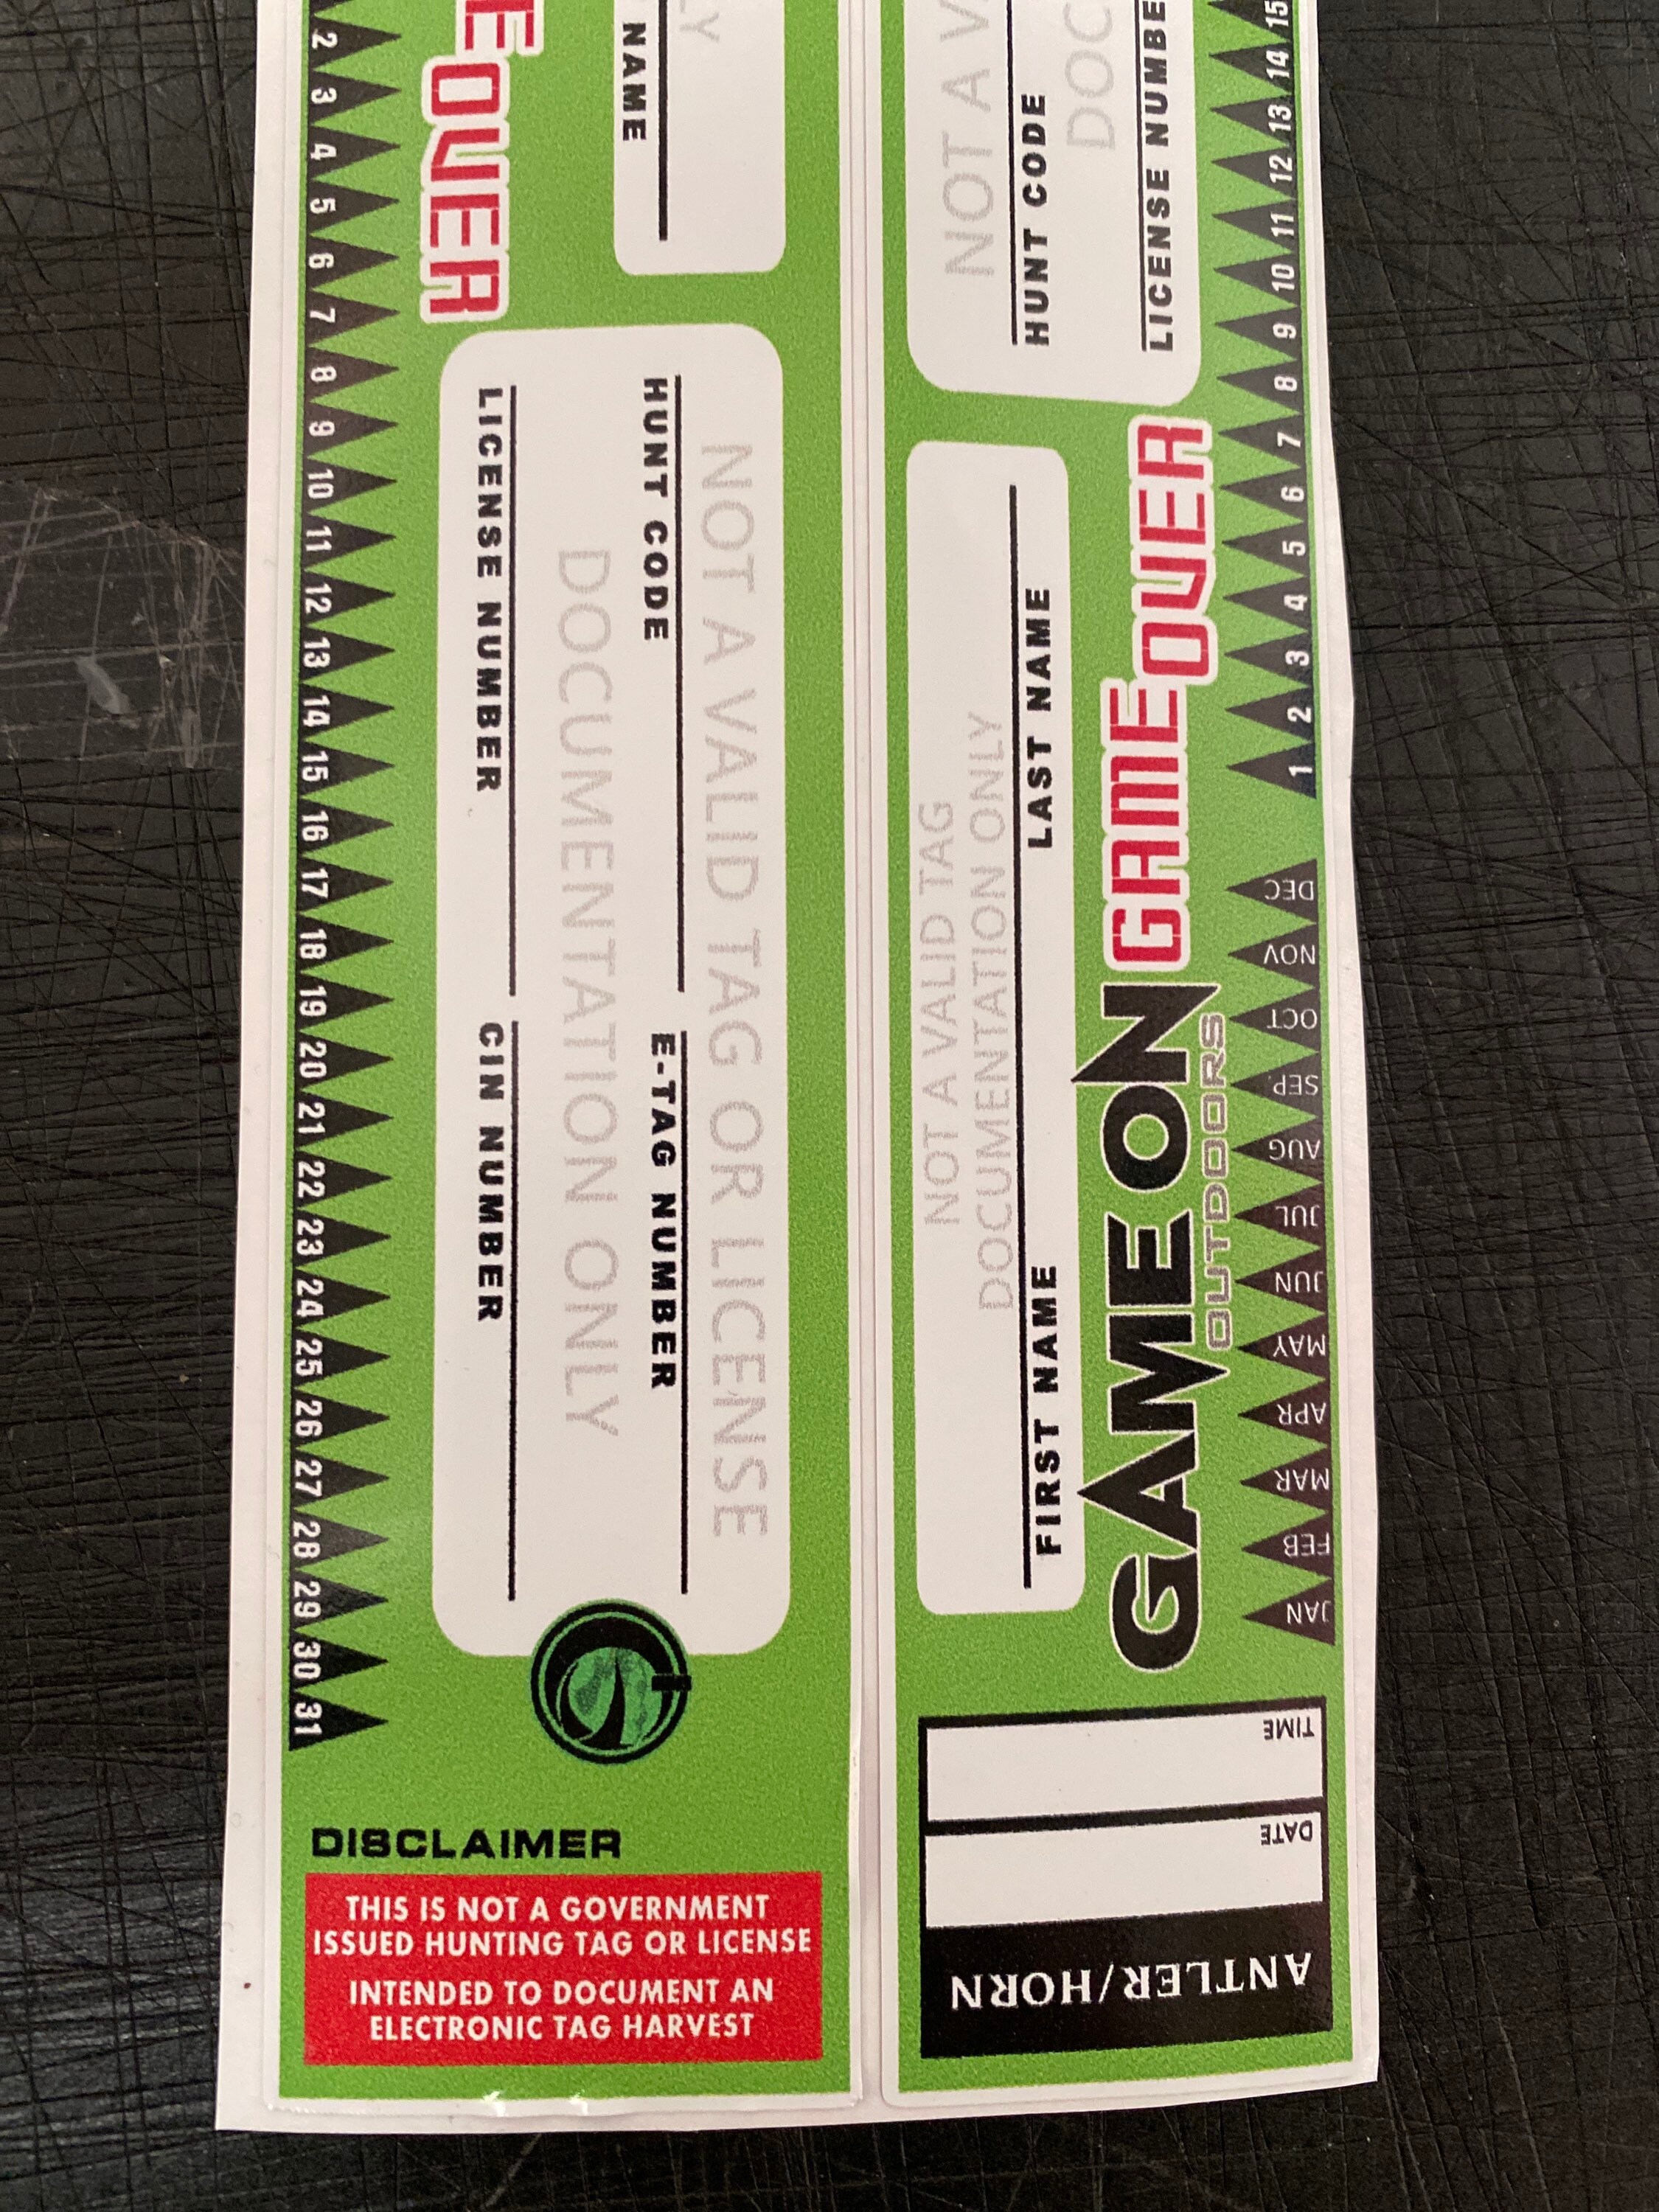 2 3 4 5 6 7 8 9 10 11 12 13 14 15 16 17 18 19 20 21 22 23 24 25 26 27 28 29 30 31
E OVER
NAME
LY
LICENSE NUMBER
CIN NUMBER
DOCUMENTATION ONLY
HUNT CODE
E-TAG NUMBER
NOT A VALID TAG OR LICENSE
DISCLAIMER
THIS IS NOT A GOVERNMENT
ISSUED HUNTING TAG OR LICENSE
INTENDED TO DOCUMENT AN
ELECTRONIC TAG HARVEST
NOT A V
HUNT CODE
DOC
LICENSE NUMBE
NOT A VALID TAG
DOCUMENTATION ONLY
FIRST NAME
LAST NAME
GAME ON
OUTDOORS
GAME OVER
JAN FEB MAR APR MAY JUN JUL AUG SEP. OCT NOV DEC
1 2 3 4 5 6 7 8 9 10 11 12 13 14 15
ANTLER/HORN
DATE
TIME